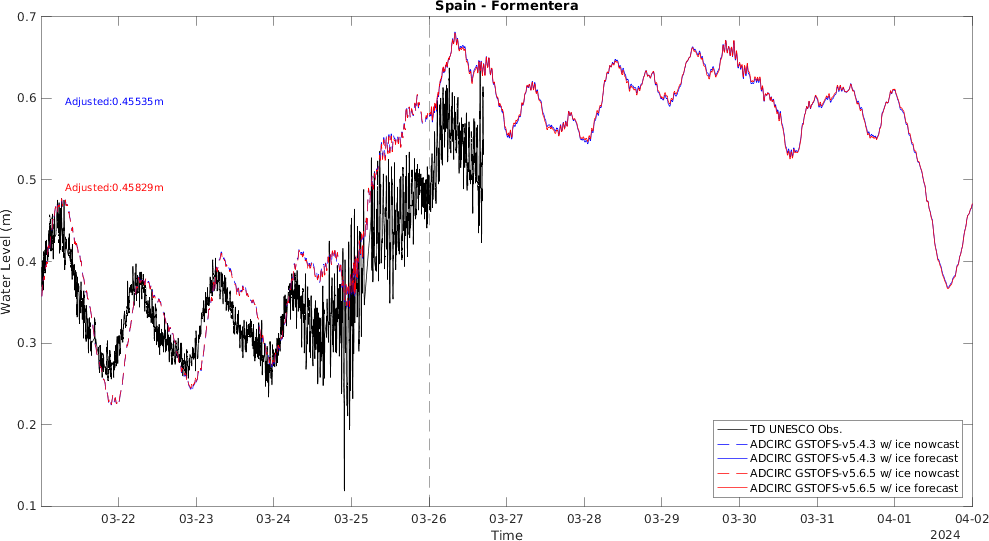 Spain - Formentera
0.7
0.6
0.5
0.4
0.3
0.2
0.1
Water Level (m)
Adjusted:0.45535m
Adjusted:0.45829m
TD UNESCO Obs.
ADCIRC GSTOFS-v5.4.3 w/ ice nowcast
ADCIRC GSTOFS-v5.4.3 w/ ice forecast
ADCIRC GSTOFS-v5.6.5 w/ ice nowcast
ADCIRC GSTOFS-v5.6.5 w/ ice forecast
03-22 03-23 03-24 03-25 03-26 03-27 03-28 03-29 03-30 03-31 04-01 04-02
Time
2024